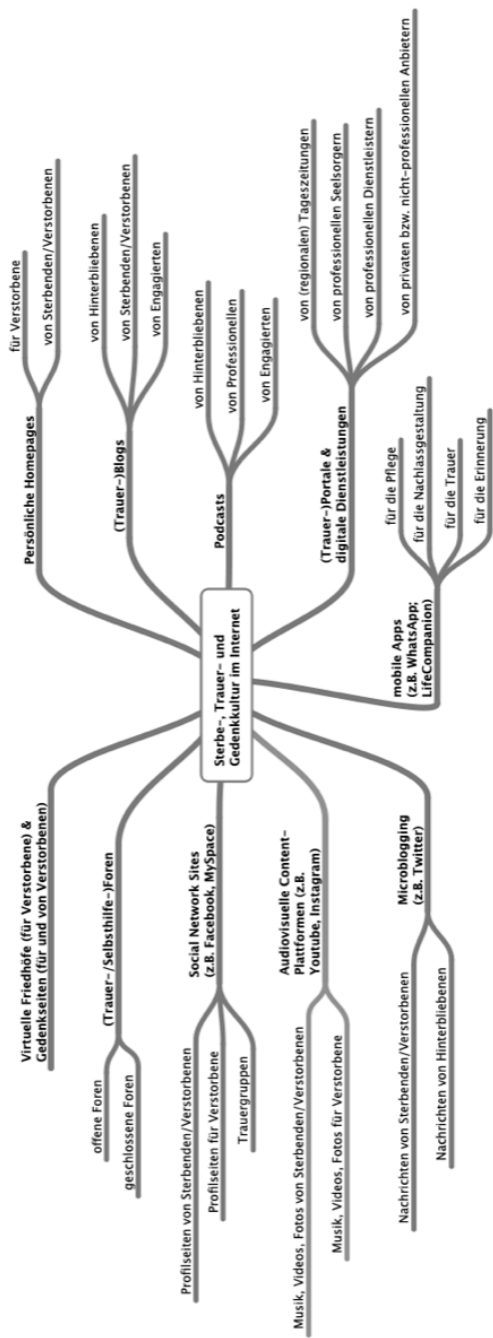 Sterbe-, Trauer- und
Gedenkkultur im Internet
Virtuelle Friedhöfe (für Verstorbene) &
Gedenkseiten (für und von Verstorbenen)
(Trauer-/Selbsthilfe-)Foren
offene Foren
geschlossene Foren
Social Network Sites
(z.B. Facebook, MySpace)
Profilseiten von Sterbenden/Verstorbenen
Profilseiten für Verstorbene
Trauergruppen
Audiovisuelle Content-
Plattformen (z.B.
Youtube, Instagram)
Musik, Videos, Fotos von Sterbenden/Verstorbenen
Musik, Videos, Fotos für Verstorbene
Microblogging
(z.B. Twitter)
Nachrichten von Sterbenden/Verstorbenen
Nachrichten von Hinterbliebenen
Persönliche Homepages
für Verstorbene
von Sterbenden/Verstorbenen
(Trauer-)Blogs
von Hinterbliebenen
von Sterbenden/Verstorbenen
von Engagierten
Podcasts
von Hinterbliebenen
von Professionellen
von Engagierten
(Trauer-)Portale &
digitale Dienstleistungen
von (regionalen) Tageszeitungen
von professionellen Seelsorgern
von professionellen Dienstleistern
von privaten bzw. nicht-professionellen Anbietern
mobile Apps
(z.B. WhatsApp;
LifeCompanion)
für die Pflege
für die Nachlassgestaltung
für die Trauer
für die Erinnerung